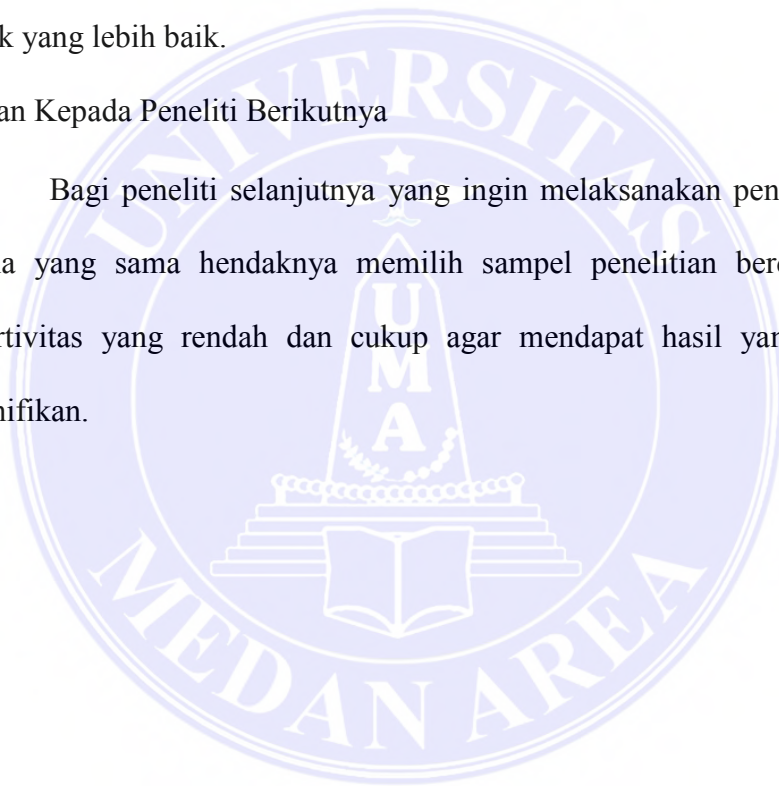 k yang lebih baik.
an Kepada Peneliti Berikutnya
Bagi peneliti selanjutnya yang ingin melaksanakan pen
a yang sama hendaknya memilih sampel penelitian ber
rtivitas yang rendah dan cukup agar mendapat hasil yan
nifikan.
UNIVERSITAS
UMA
MEDAN AREA